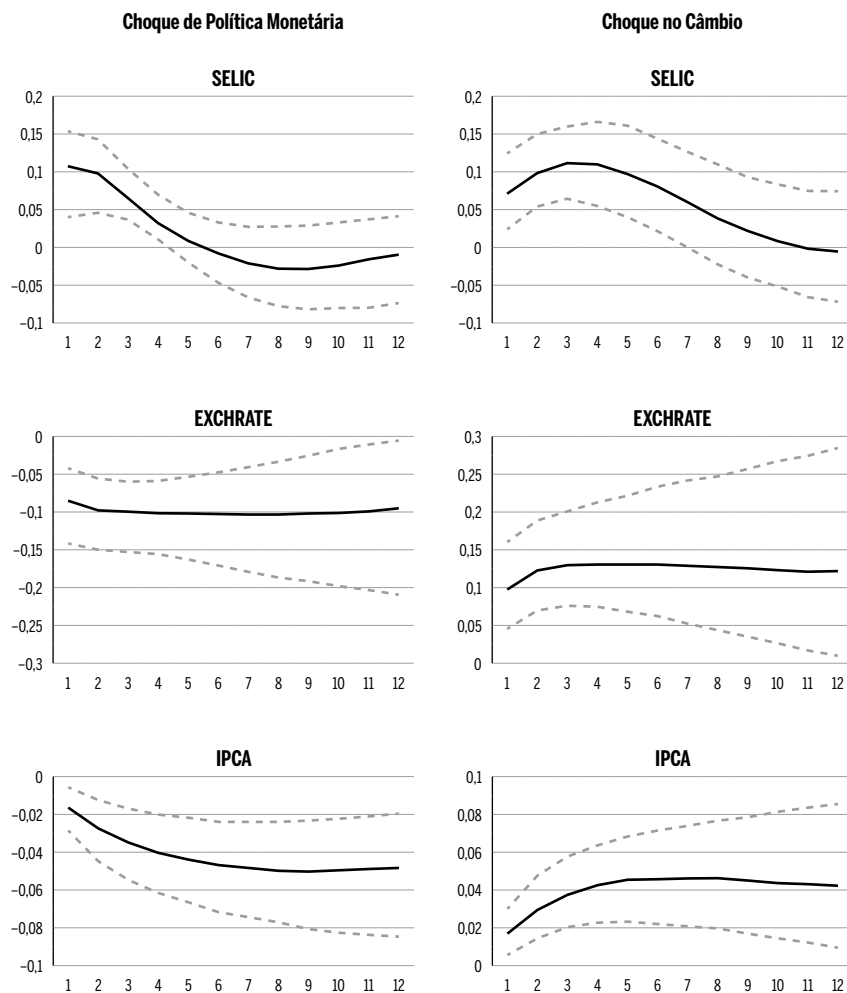 Choque de Política Monetária
Choque no Câmbio
SELIC
0,2
0,15
0,1
0,05
0
–0,05
–0,1
1 2 3 4 5 6 7 8 9 10 11 12
SELIC
0,2
0,15
0,1
0,05
0
–0,05
–0,1
1 2 3 4 5 6 7 8 9 10 11 12
EXCHRATE
0
–0,05
–0,1
–0,15
–0,2
–0,25
–0,3
1 2 3 4 5 6 7 8 9 10 11 12
EXCHRATE
0,3
0,25
0,2
0,15
0,1
0,05
0
1 2 3 4 5 6 7 8 9 10 11 12
IPCA
0
–0,02
–0,04
–0,06
–0,08
–0,1
1 2 3 4 5 6 7 8 9 10 11 12
IPCA
0,1
0,08
0,06
0,04
0,02
0
1 2 3 4 5 6 7 8 9 10 11 12